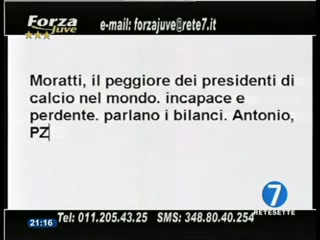 Forza
Juve
e-mail: forzajuve@rete7.it
Moratti, il peggiore dei presidenti di
calcio nel mondo. incapace e
perdente. parlano i bilanci. Antonio,
PZ
7
RETESETTE
21:16
Tel: 011.205.43.25 SMS: 348.80.40.254